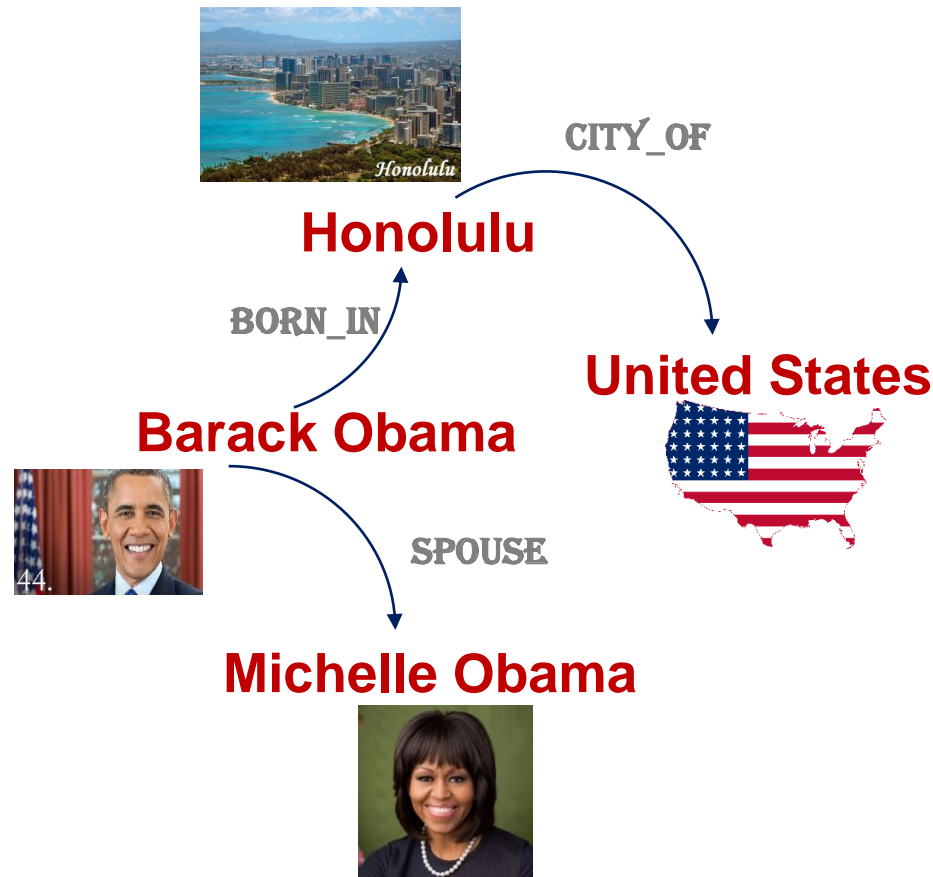 Honolulu
CITY_OF
Honolulu
BORN_IN
United States
Barack Obama
44.
SPOUSE
Michelle Obama